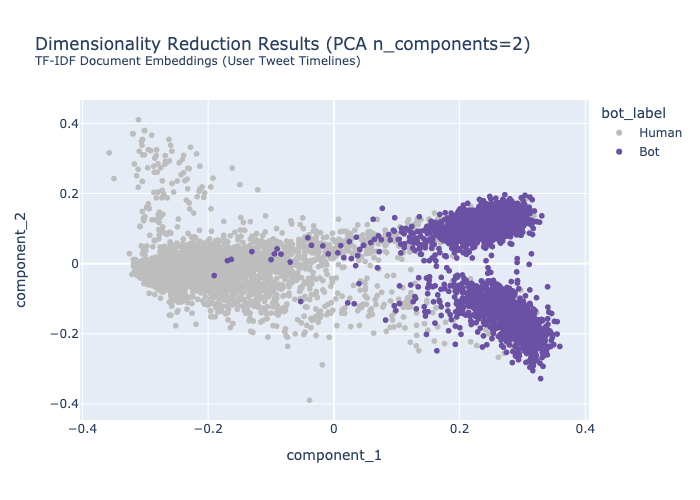 Dimensionality Reduction Results (PCA n_components=2)
TF-IDF Document Embeddings (User Tweet Timelines)
bot_label
Human
Bot
0.4
0.2
0
−0.2
−0.4
component_2
−0.4
−0.2
0
0.2
0.4
component_1